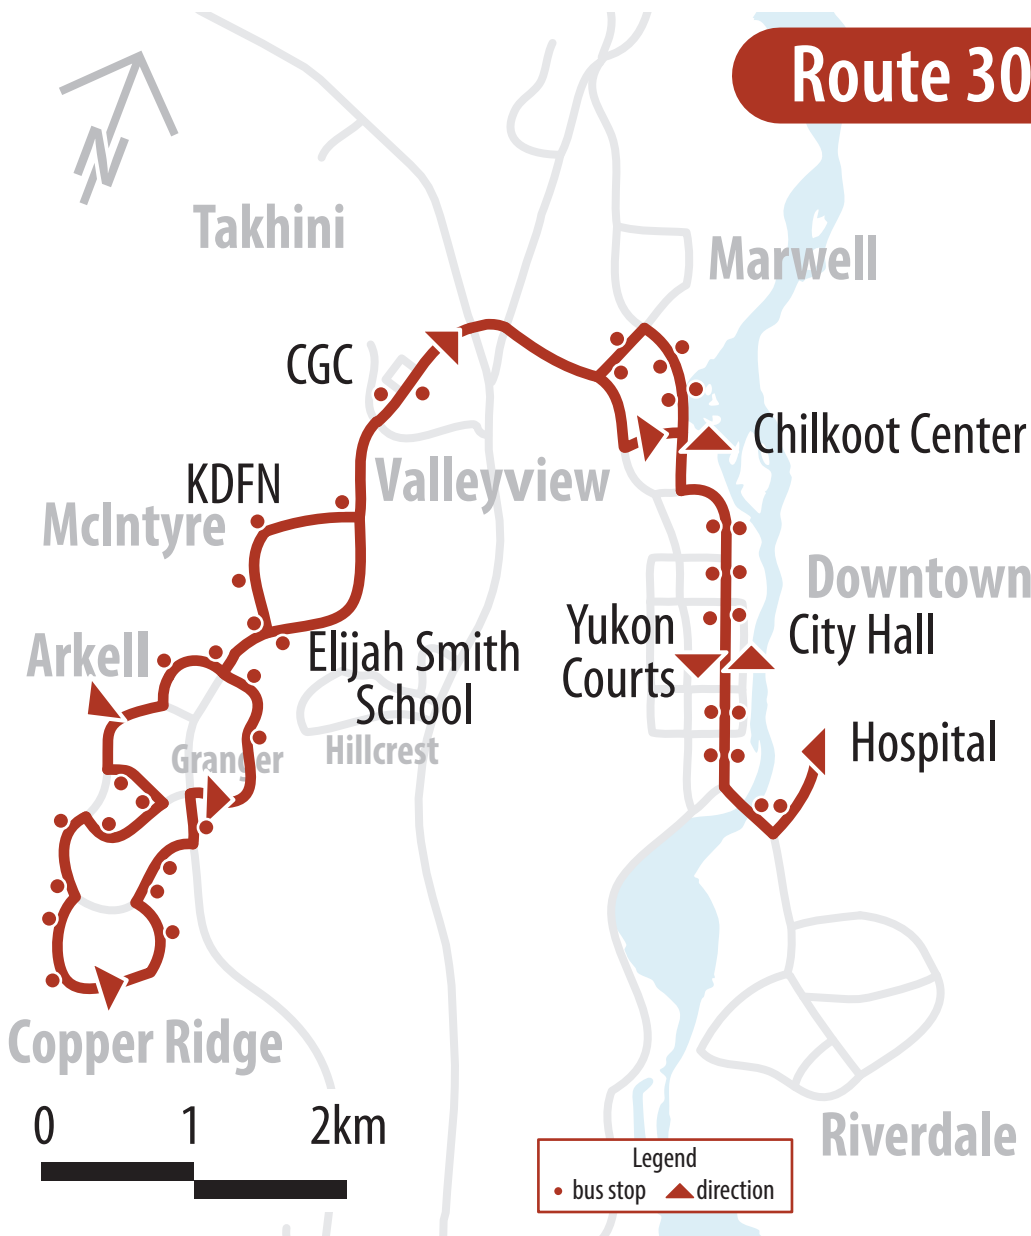 Route 30
N
Takhini
Marwell
CGC
Chilkoot Center
Valleyview
KDFN
McIntyre
Downtown
Yukon
Courts
City Hall
Arkell
Elijah Smith
School
Granger
Hillcrest
Hospital
Copper Ridge
0 1 2km
Riverdale
Legend
bus stop direction